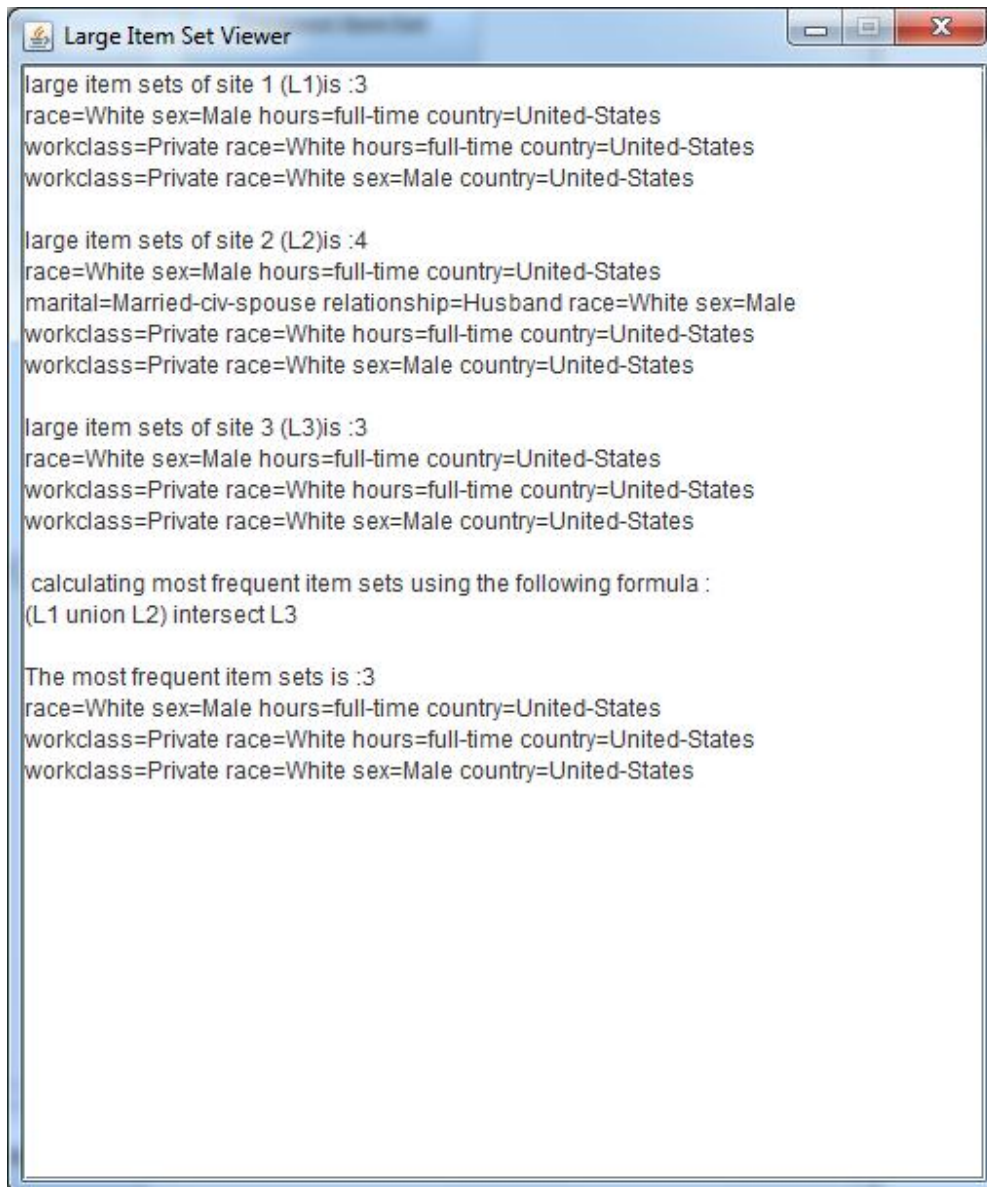 Large Item Set Viewer
large item sets of site 1 (L1)is :3
race=White sex=Male hours=full-time country=United-States
workclass=Private race=White hours=full-time country=United-States
workclass=Private race=White sex=Male country=United-States
large item sets of site 2 (L2)is :4
race=White sex=Male hours=full-time country=United-States
marital=Married-civ-spouse relationship=Husband race=White sex=Male
workclass=Private race=White hours=full-time country=United-States
workclass=Private race=White sex=Male country=United-States
large item sets of site 3 (L3)is :3
race=White sex=Male hours=full-time country=United-States
workclass=Private race=White hours=full-time country=United-States
workclass=Private race=White sex=Male country=United-States
calculating most frequent item sets using the following formula :
(L1 union L2) intersect L3
The most frequent item sets is :3
race=White sex=Male hours=full-time country=United-States
workclass=Private race=White hours=full-time country=United-States
workclass=Private race=White sex=Male country=United-States